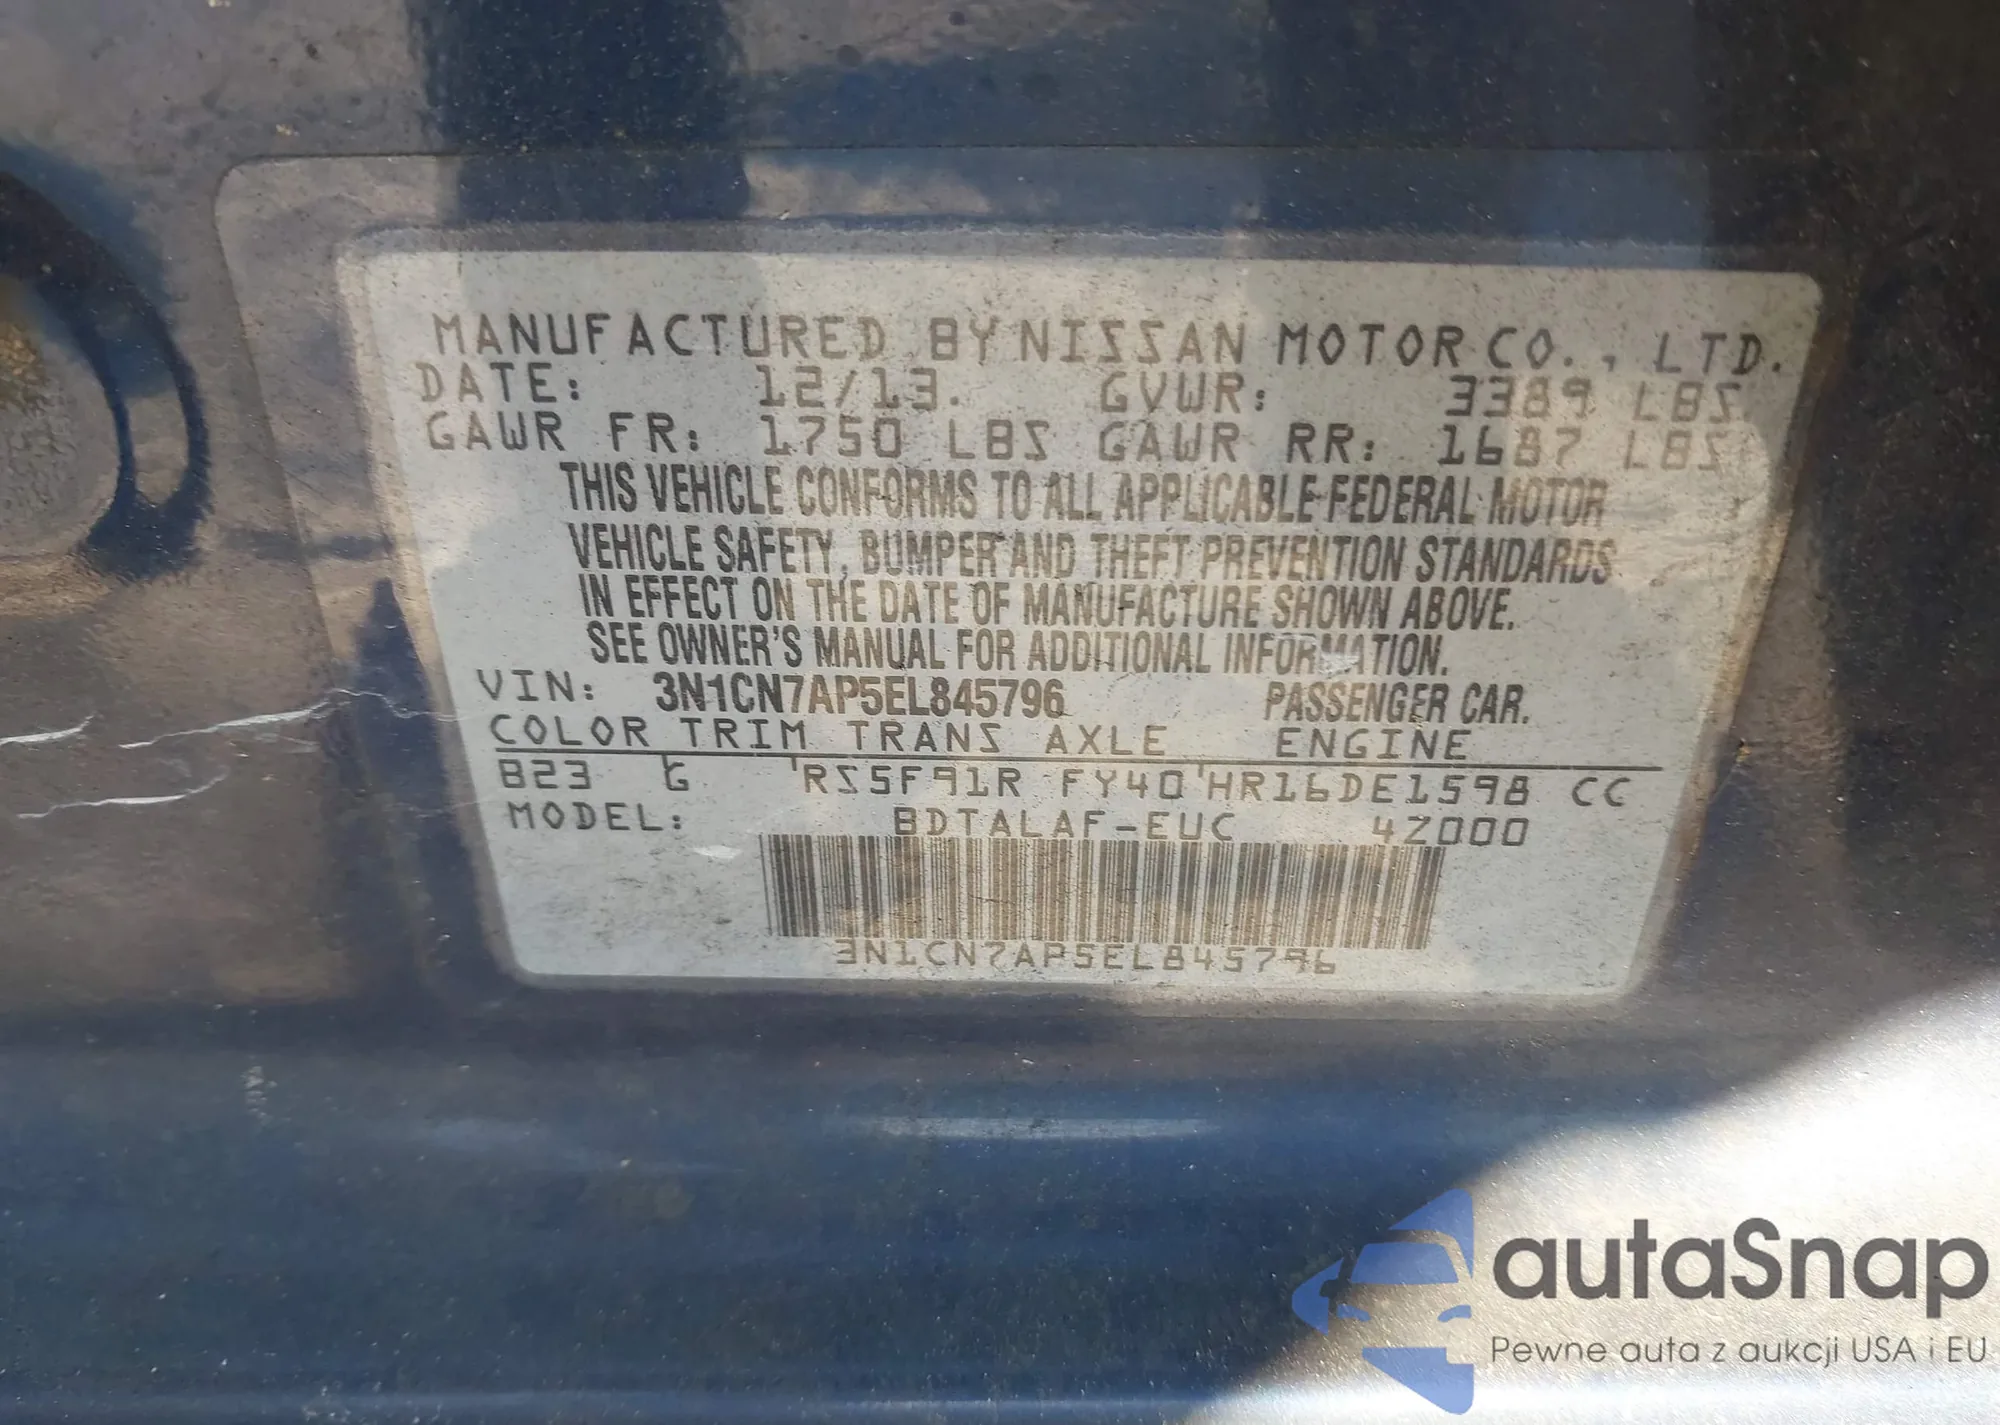 MANUFACTURED BY NISSAN MOTOR CO., LTD.
DATE: 12/13. GVWR: 3389 LBS
GAWR FR: 1750 LBS GAWR RR: 1687 LBS
THIS VEHICLE CONFORMS TO ALL APPLICABLE FEDERAL MOTOR
VEHICLE SAFETY, BUMPER AND THEFT PREVENTION STANDARDS
IN EFFECT ON THE DATE OF MANUFACTURE SHOWN ABOVE.
SEE OWNER'S MANUAL FOR ADDITIONAL INFORMATION.
VIN: 3N1CN7AP5EL845796 PASSENGER CAR.
COLOR TRIM TRANS AXLE ENGINE
B23 G RS5F91R FY40 HR16DE1598 CC
MODEL: BDTALAF-EUC 4Z000
3N1CN7AP5EL845796
autaSnap
Pewne auta z aukcji USA i EU